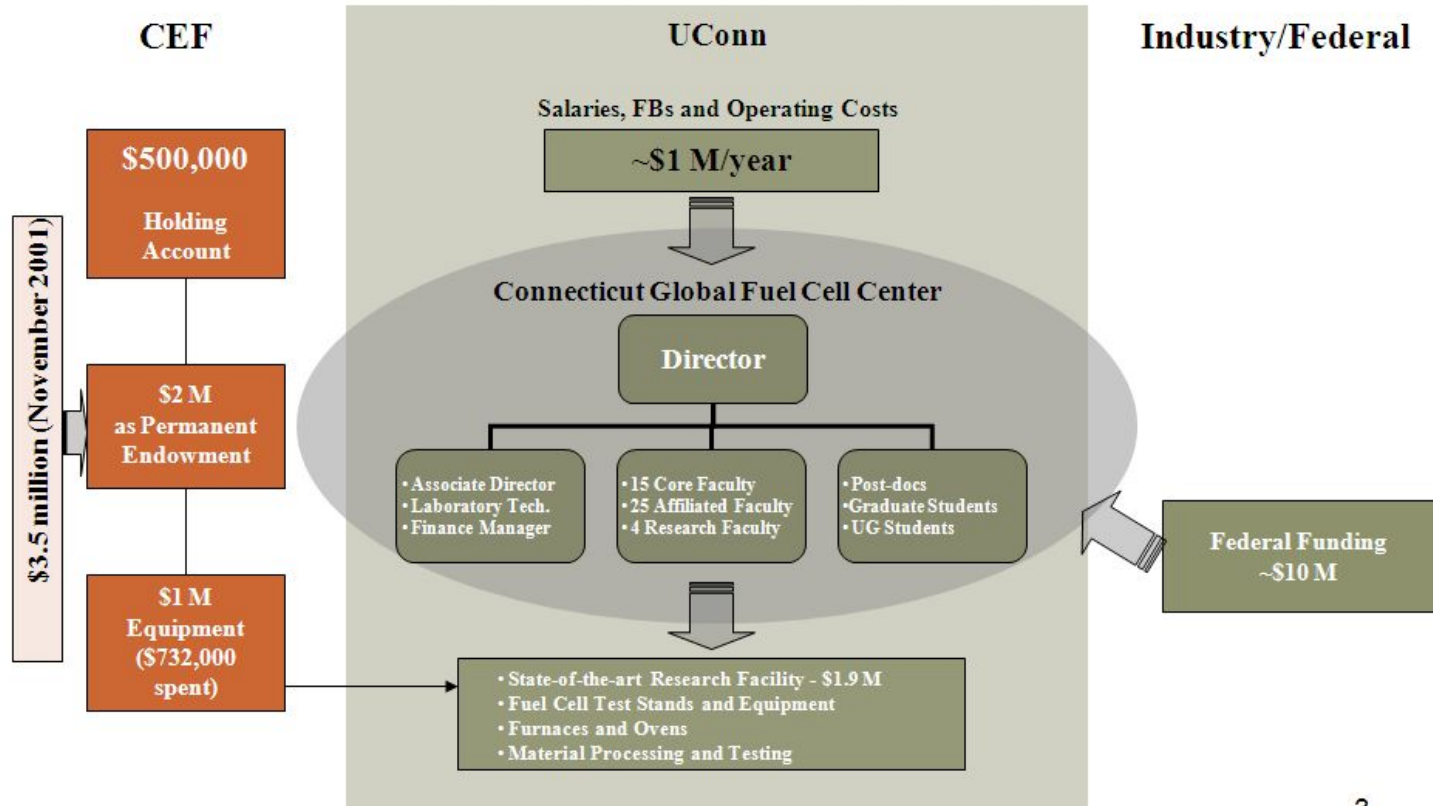 CEF
UConn
Industry/Federal
$3.5 million (November 2001)
$500,000
Holding
Account
$2 M
as Permanent
Endowment
$1 M
Equipment
($732,000
spent)
Salaries, FBs and Operating Costs
~$1 M/year
Connecticut Global Fuel Cell Center
Director
• Associate Director
• Laboratory Tech.
• Finance Manager
• 15 Core Faculty
• 25 Affiliated Faculty
• 4 Research Faculty
• Post-docs
• Graduate Students
• UG Students
• State-of-the-art Research Facility - $1.9 M
• Fuel Cell Test Stands and Equipment
• Furnaces and Ovens
• Material Processing and Testing
Federal Funding
~$10 M